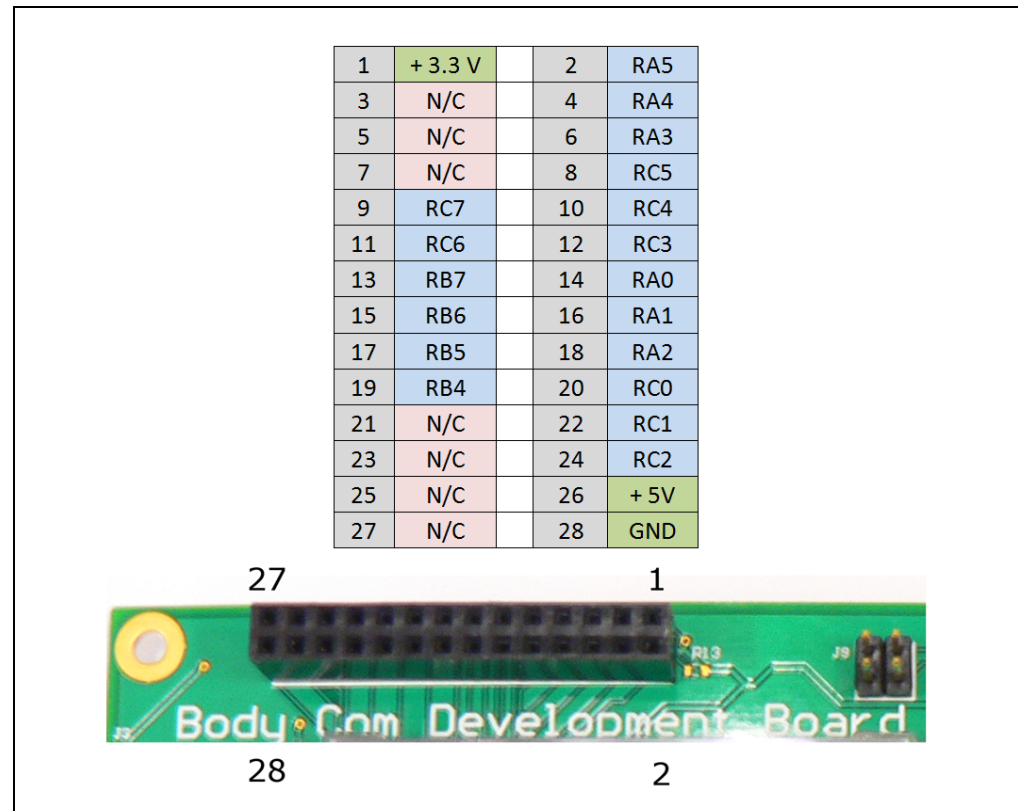 1 + 3.3 V 2 RA5
3 N/C 4 RA4
5 N/C 6 RA3
7 N/C 8 RC5
9 RC7 10 RC4
11 RC6 12 RC3
13 RB7 14 RA0
15 RB6 16 RA1
17 RB5 18 RA2
19 RB4 20 RC0
21 N/C 22 RC1
23 N/C 24 RC2
25 N/C 26 + 5V
27 N/C 28 GND
27 1
R13 J9
J3 Body Com Development Board
28 2